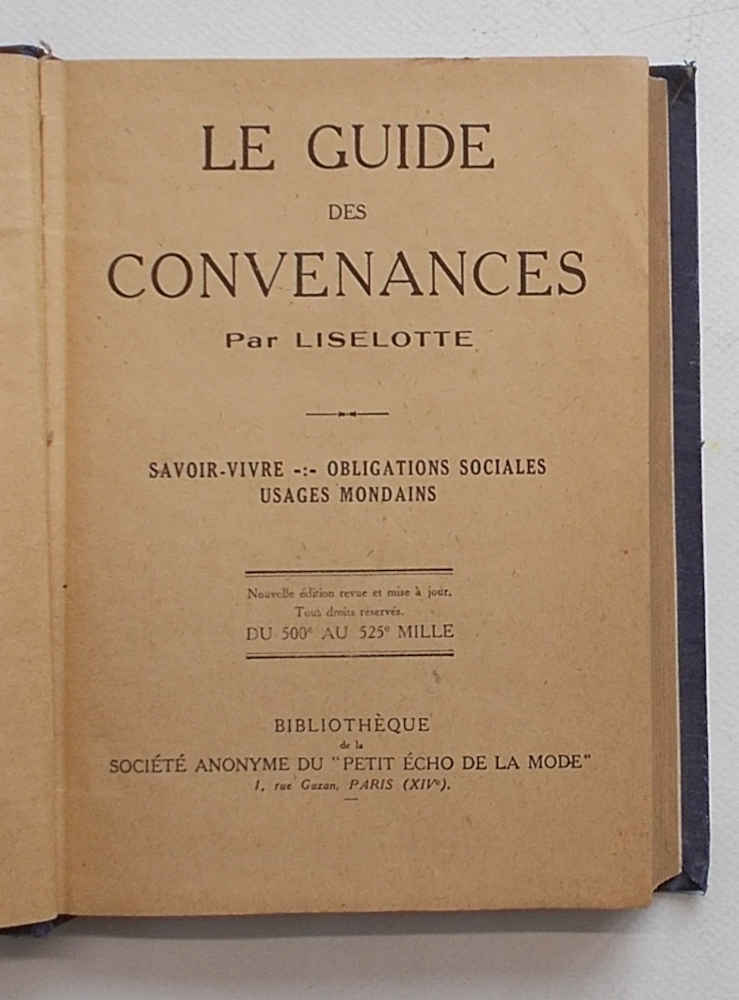 LE GUIDE
DES
CONVENANCES
Par LISELOTTE
SAVOIR-VIVRE -:- OBLIGATIONS SOCIALES
USAGES MONDAINS
Nouvelle édition revue et mise à jour.
Tous droits réservés.
DU 500e AU 525e MILLE
BIBLIOTHÈQUE
de la
SOCIÉTÉ ANONYME DU "PETIT ÉCHO DE LA MODE"
1, rue Gazan, PARIS (XIVe).